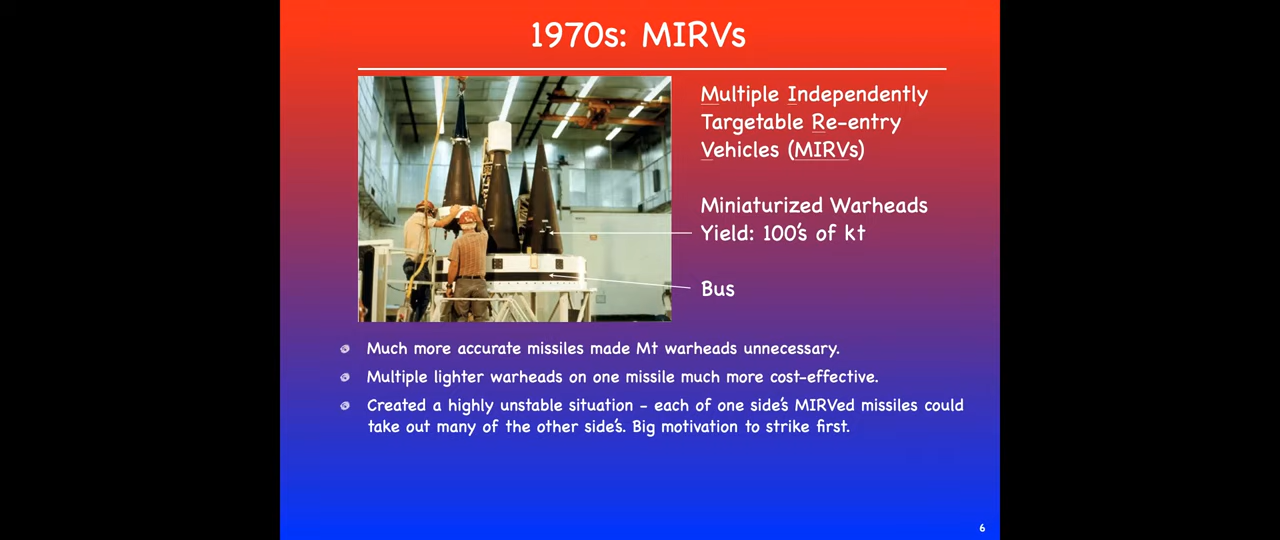 1970s: MIRVs
Multiple Independently
Targetable Re-entry
Vehicles (MIRVs)
Miniaturized Warheads
Yield: 100's of kt
Bus
Much more accurate missiles made Mt warheads unnecessary.
Multiple lighter warheads on one missile much more cost-effective.
Created a highly unstable situation - each of one side's MIRVed missiles could
take out many of the other side's. Big motivation to strike first.
6